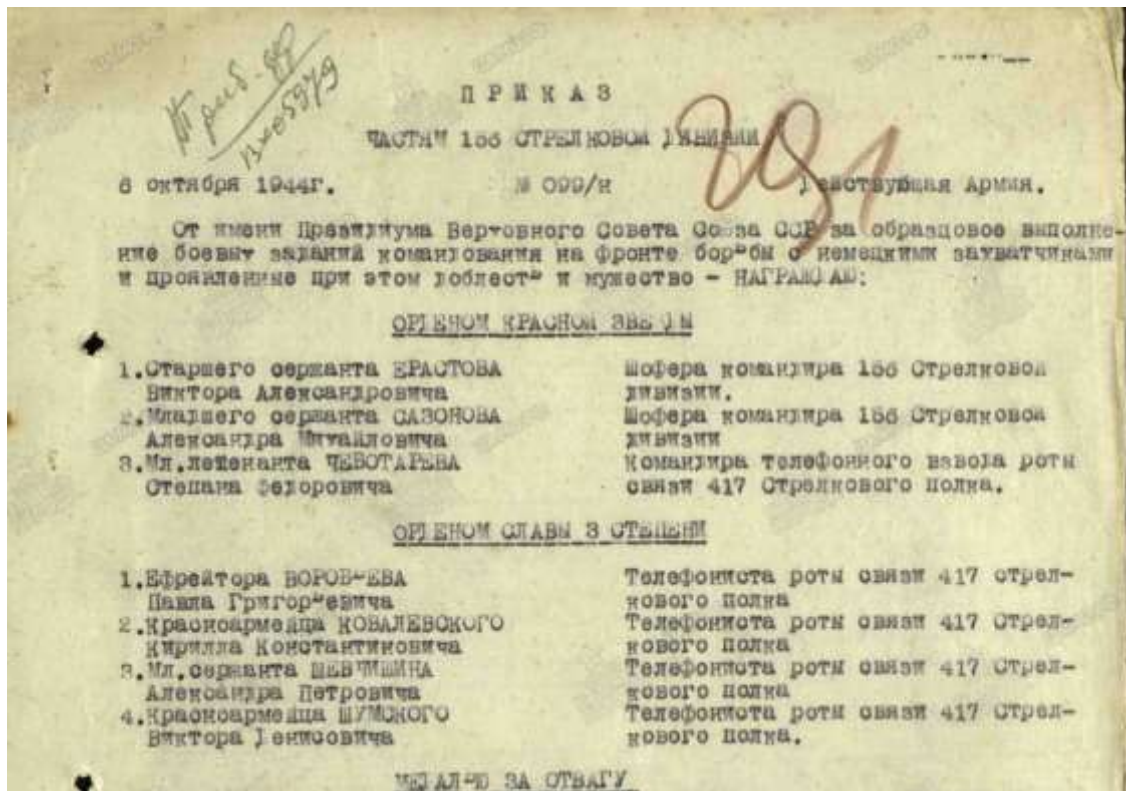 ПРИКАЗ
ЧАСТЯМ 156 СТРЕЛКОВОЙ ДИВИЗИИ
6 октября 1944г. № 099/н Действующая Армия.
От имени Президиума Верховного Совета Союза ССР за образцовое выполне-
ние боевых заданий командования на фронте борьбы с немецкими захватчиками
и проявленные при этом доблесть и мужество - НАГРАЖДАЮ:
ОРДЕНОМ КРАСНОЙ ЗВЕЗДЫ
1.Старшего сержанта ЕРАСТОВА Шофера командира 156 Стрелковой
Виктора Александровича дивизии.
2.Младшего сержанта САЗОНОВА Шофера командира 156 Стрелковой
Александра Михайловича дивизии
3.Мл.лейтенанта ЧЕБОТАРЕВА Командира телефонного взвода роты
Степана Федоровича связи 417 Стрелкового полка.
ОРДЕНОМ СЛАВЫ 3 СТЕПЕНИ
1.Ефрейтора ВОРОБЬЕВА Телефониста роты связи 417 стрел-
Павла Григорьевича кового полка
2.Красноармейца КОВАЛЕВСКОГО Телефониста роты связи 417 Стрел-
Кирилла Константиновича кового полка
3.Мл.сержанта ШЕВЧИШИНА Телефониста роты связи 417 Стрел-
Александра Петровича кового полка
4.Красноармейца ШУМСКОГО Телефониста роты связи 417 Стрел-
Виктора Денисовича кового полка.
МЕДАЛЬЮ ЗА ОТВАГУ